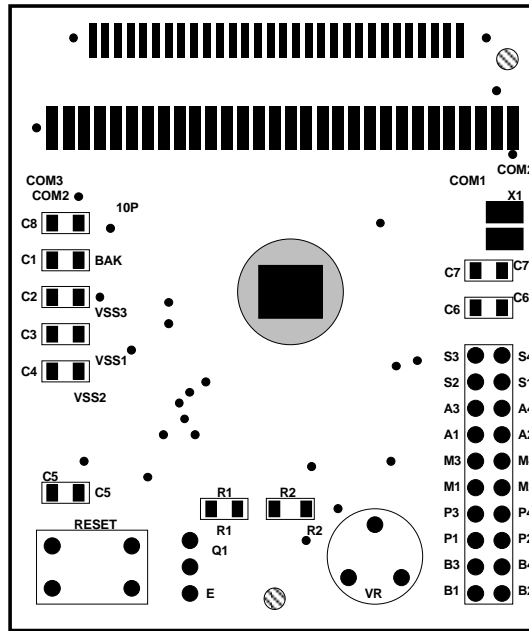 COM3
COM2
10P
C8
C1 BAK
C2
VSS3
C3
VSS1
C4
VSS2
COM1
X1
C7 C7
C6 C6
S3
S2
A3
A1
M3
M1
P3
P1
B3
B1
C5
C5
RESET
R1 R2
R1 R2
Q1
E
VR